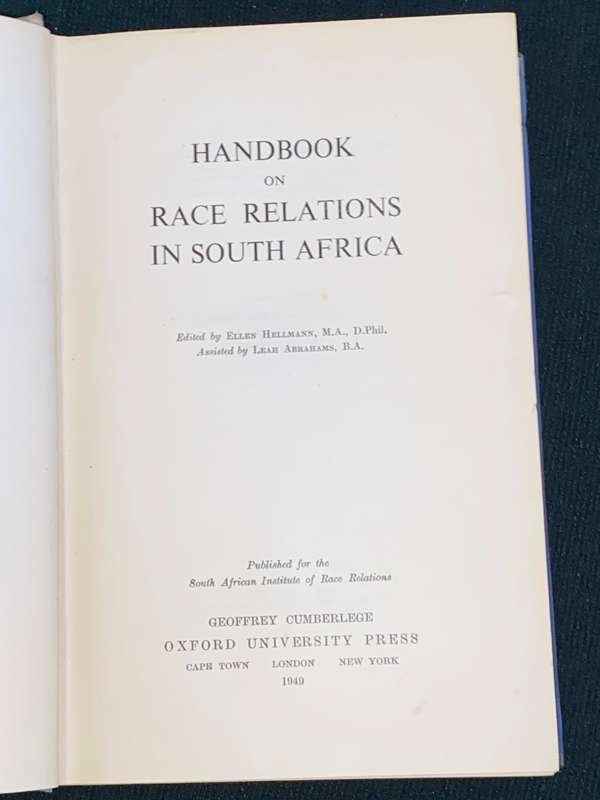 HANDBOOK
ON
RACE RELATIONS
IN SOUTH AFRICA
Edited by ELLEN HELLMANN, M.A., D.Phil.
Assisted by LEAH ABRAHAMS, B.A.
Published for the
South African Institute of Race Relations
GEOFFREY CUMBERLEGE
OXFORD UNIVERSITY PRESS
CAPE TOWN LONDON NEW YORK
1949